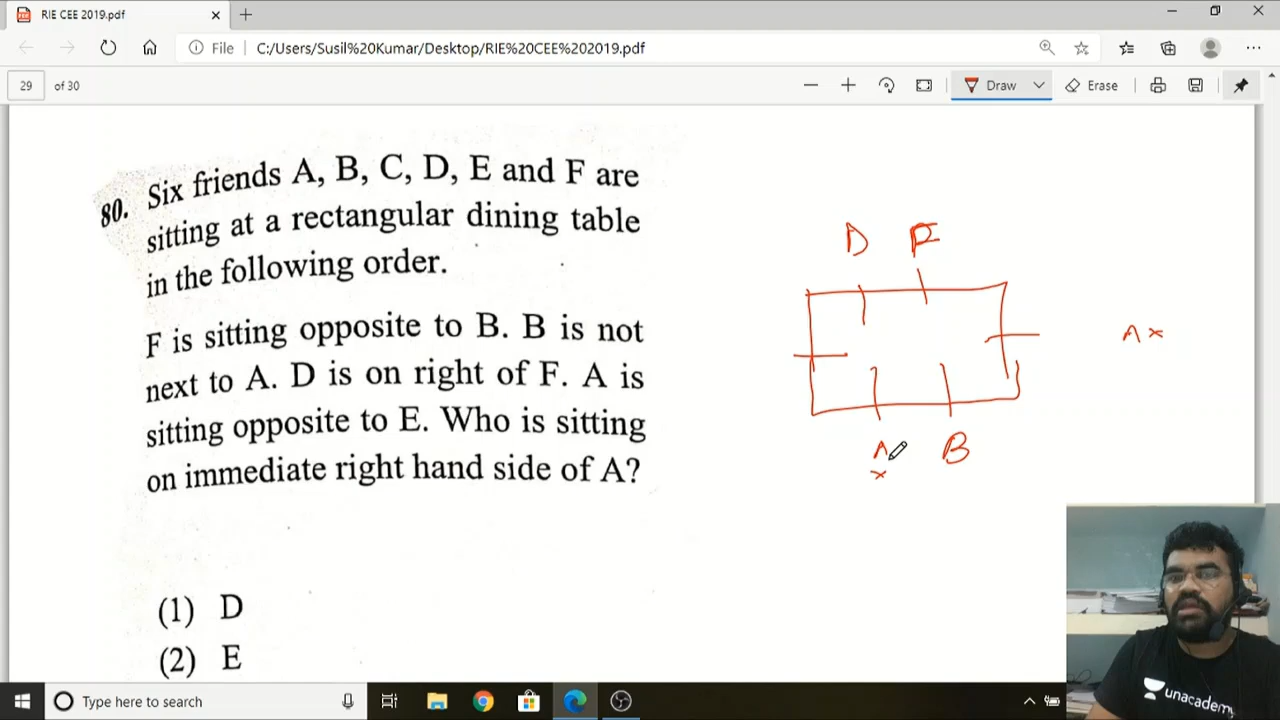 RIE CEE 2019.pdf
File C:/Users/Susil%20Kumar/Desktop/RIE%20CEE%202019.pdf
29 of 30 Draw Erase
80. Six friends A, B, C, D, E and F are
sitting at a rectangular dining table
in the following order.
F is sitting opposite to B. B is not
next to A. D is on right of F. A is
sitting opposite to E. Who is sitting
on immediate right hand side of A?
(1) D
(2) E
D F
A x
A B
x
unacademy
Type here to search